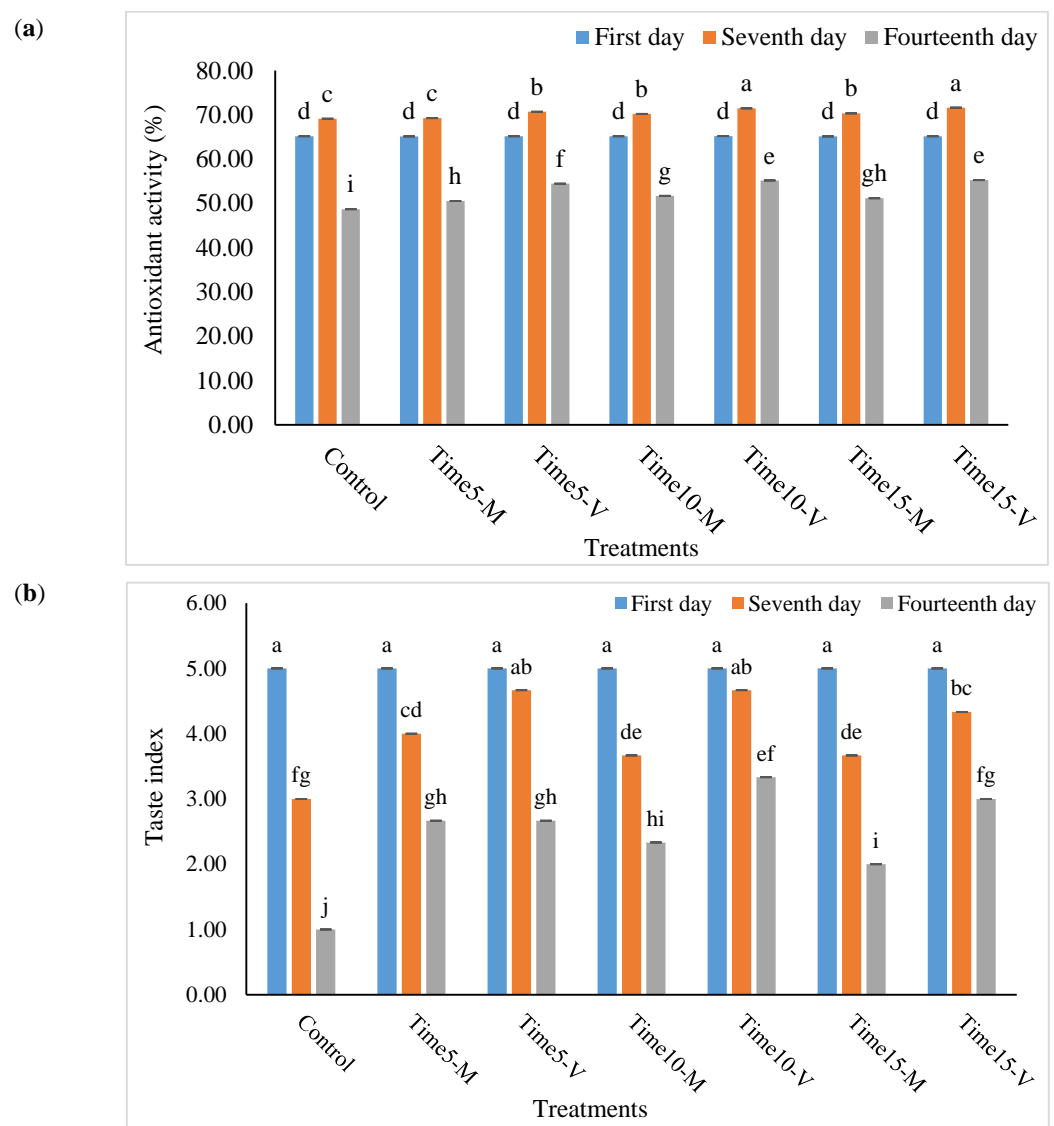 (a)
First day Seventh day Fourteenth day
80.00
70.00
60.00
50.00
40.00
30.00
20.00
10.00
0.00
Antioxidant activity (%)
d c i d c h d b f d b g d a e d b gh d a e
Control Time5-M Time5-V Time10-M Time10-V Time15-M Time15-V
Treatments
(b)
First day Seventh day Fourteenth day
6.00
5.00
4.00
3.00
2.00
1.00
0.00
Taste index
a fg j a cd gh a ab gh a de hi a ab ef a de i a bc fg
Control Time5-M Time5-V Time10-M Time10-V Time15-M Time15-V
Treatments